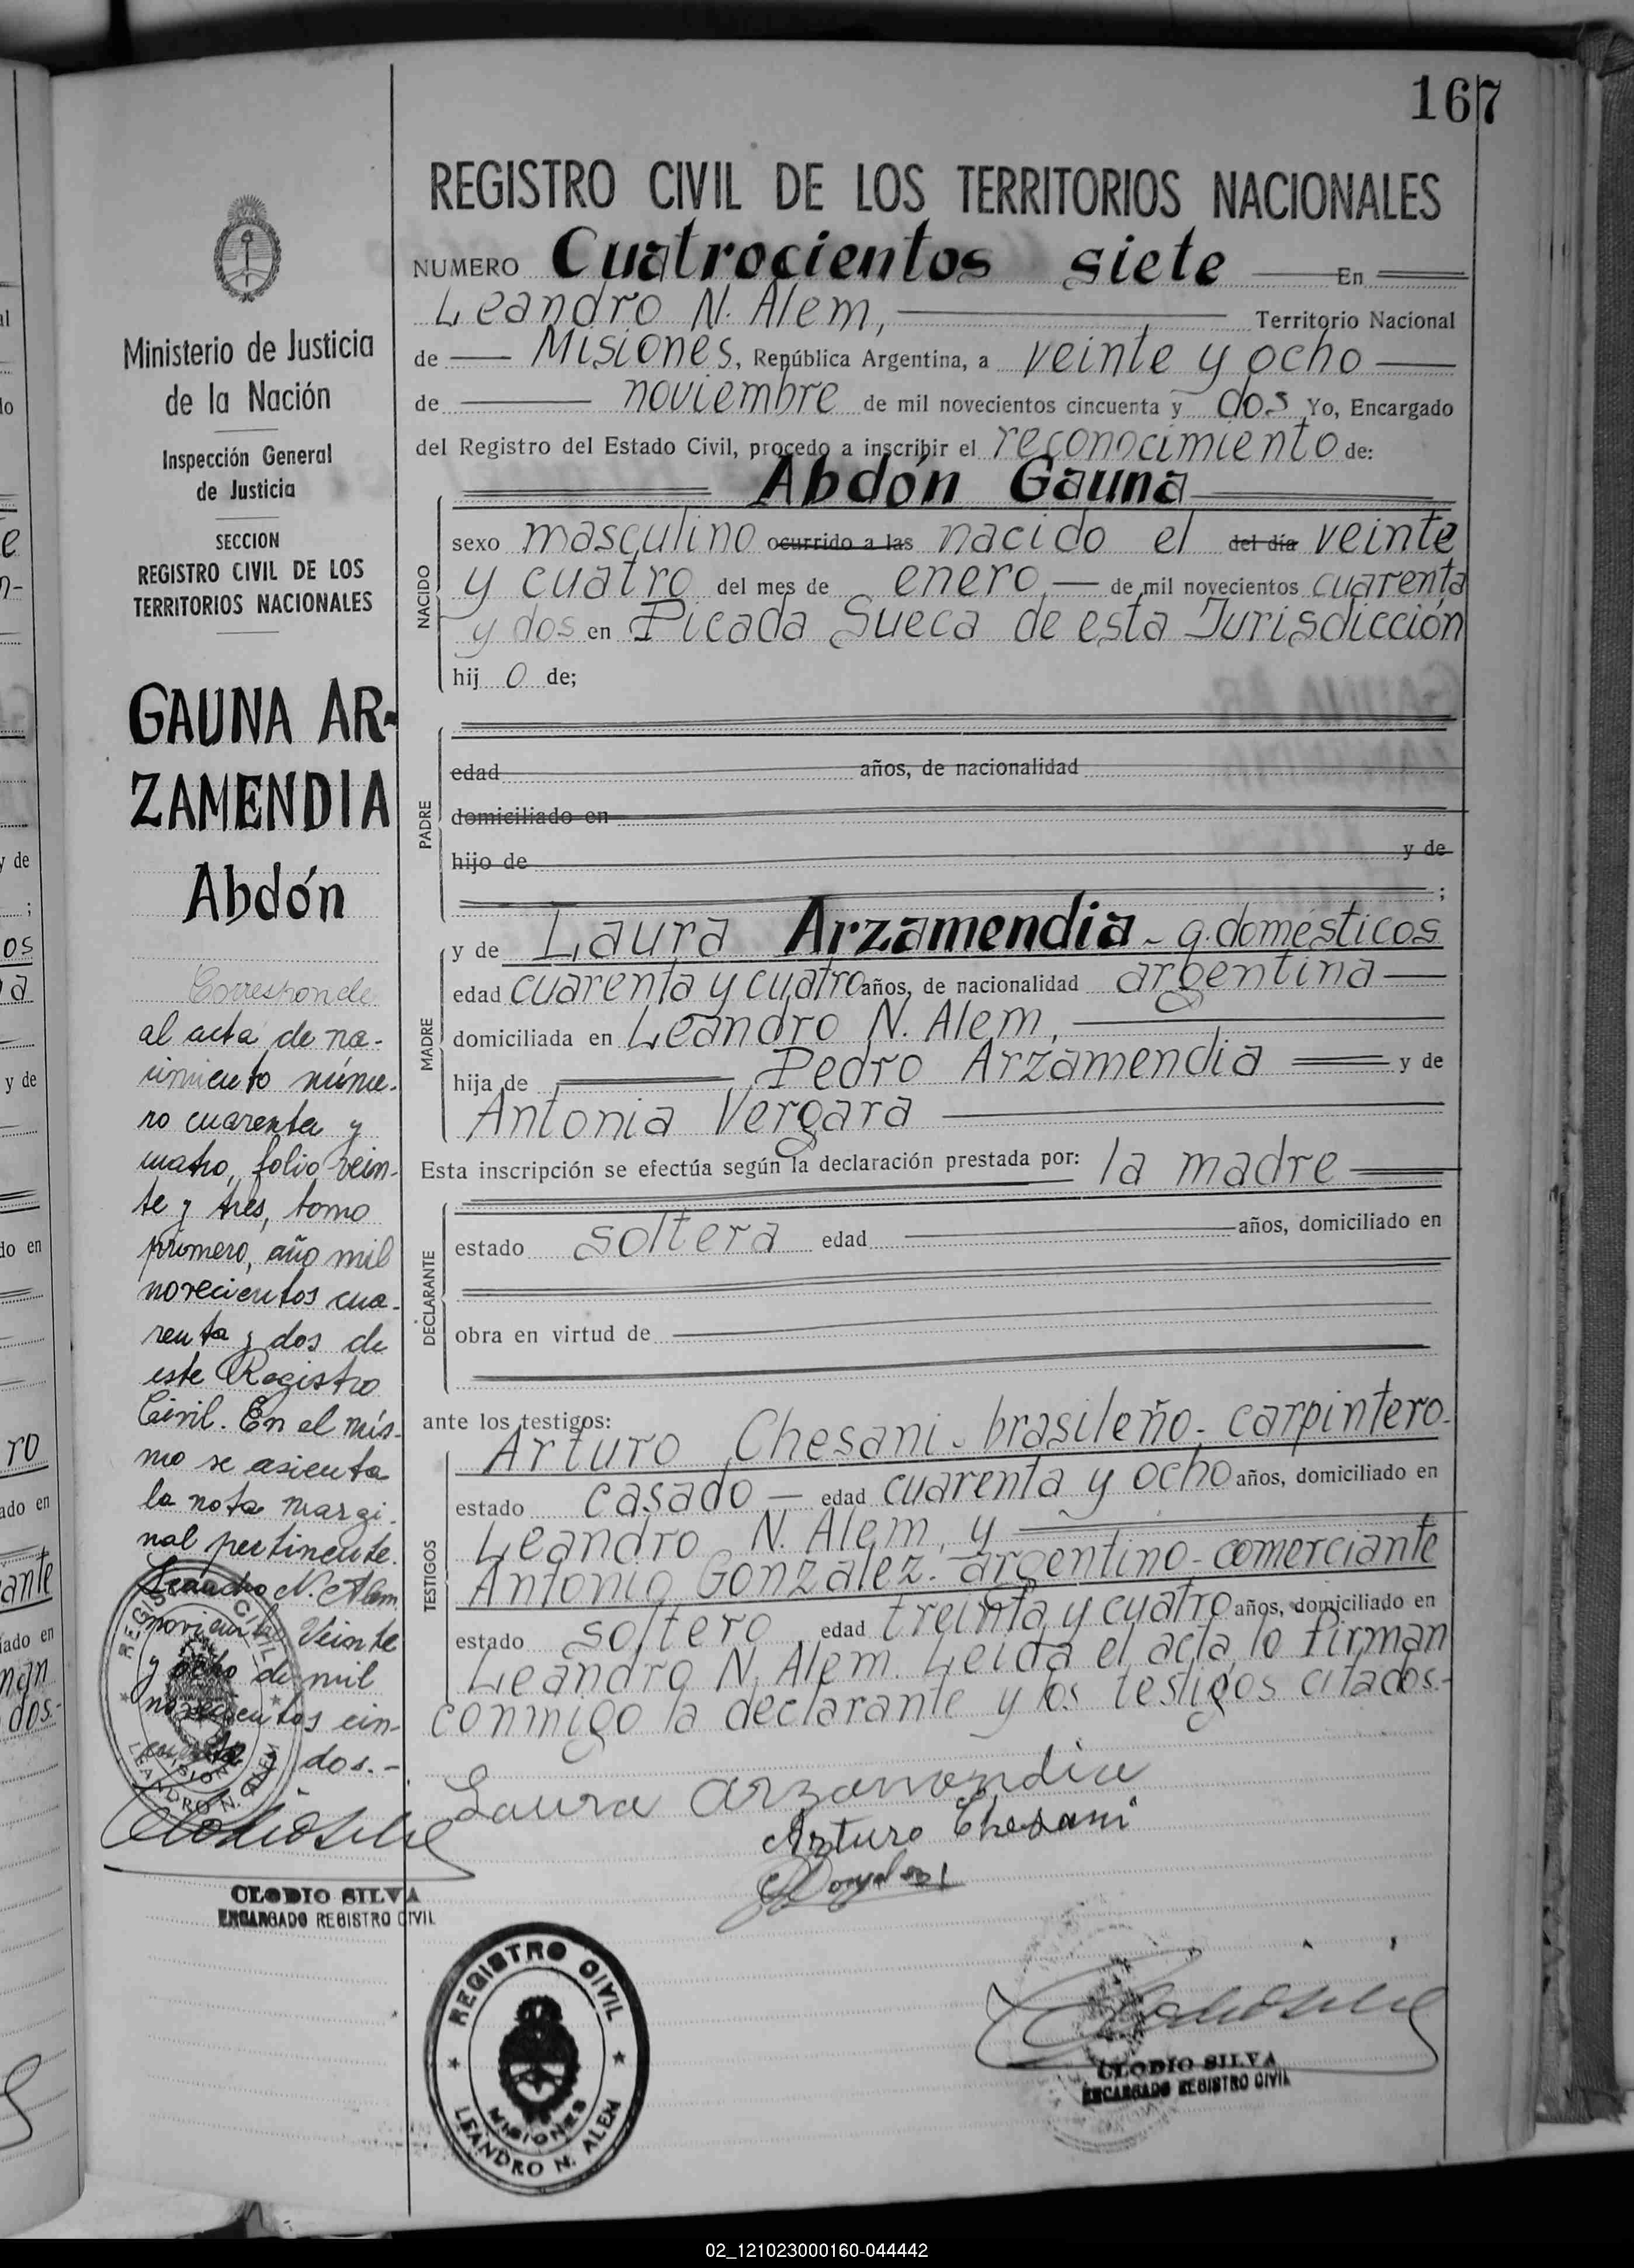 167
REGISTRO CIVIL DE LOS TERRITORIOS NACIONALES
NUMERO Cuatrocientos siete En
Leandro N. Alem, Territorio Nacional
de Misiones, República Argentina, a veinte y ocho
de noviembre de mil novecientos cincuenta y dos Yo, Encargado
del Registro del Estado Civil, procedo a inscribir el reconocimiento de:
Abdón Gauna
NACIDO
sexo masculino ocurrido a las nacido el del día veinte
y cuatro del mes de enero, de mil novecientos cuarenta
y dos en Picada Sueca de esta Jurisdicción
hij o de;
PADRE
edad años, de nacionalidad
domiciliado en
hijo de y de
;
MADRE
y de Laura Arzamendia - q. domésticos
edad cuarenta y cuatro años, de nacionalidad argentina
domiciliada en Leandro N. Alem,
hija de Pedro Arzamendia y de
Antonia Vergara
Esta inscripción se efectúa según la declaración prestada por: la madre
DECLARANTE
estado soltera edad años, domiciliado en
obra en virtud de
ante los testigos:
TESTIGOS
Arturo Chesani - brasileño - carpintero -
estado casado edad cuarenta y ocho años, domiciliado en
Leandro N. Alem, y
Antonio Gonzalez - argentino - comerciante
estado soltero edad treinta y cuatro años, domiciliado en
Leandro N. Alem. Leida el acta, lo firman
conmigo la declarante y los testigos citados.-
Laura Arzamendia
Arturo Chesani
REGISTRO CIVIL
MISIONES
LEANDRO N. ALEM
CLODIO SILVA
ENCARGADO REGISTRO CIVIL
Ministerio de Justicia
de la Nación
Inspección General
de Justicia
SECCION
REGISTRO CIVIL DE LOS
TERRITORIOS NACIONALES
GAUNA AR-
ZAMENDIA
Abdón
Corresponde
al acta de na-
cimiento núme-
ro cuarenta y
cuatro, folio vein-
te y tres, tomo
primero, año mil
novecientos cua-
renta y dos de
este Registro
Civil. En el mis-
mo se asienta
la nota margi-
nal pertinente.
Leandro N. Alem
noviembre Veinte
y ocho de mil
novecientos cin-
cuenta y dos.-
REGISTRO CIVIL
MISIONES
LEANDRO N. ALEM
CLODIO SILVA
ENCARGADO REGISTRO CIVIL
02_121023000160-044442